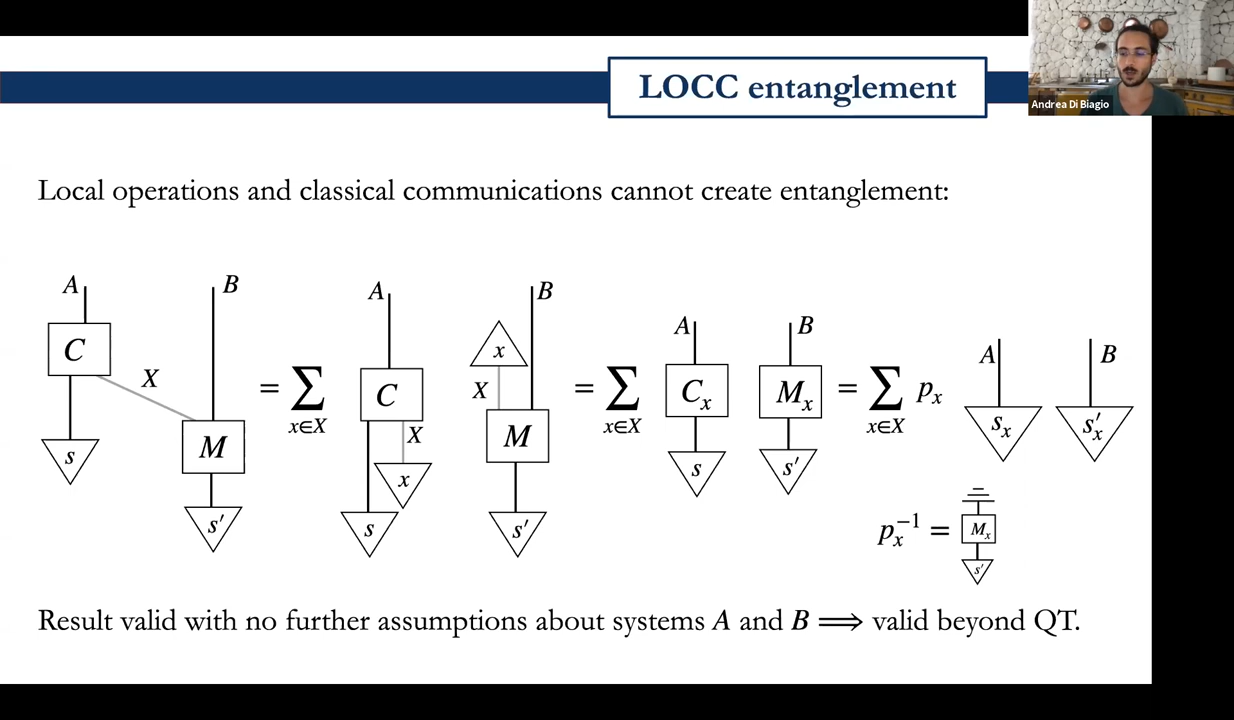 LOCC entanglement
Andrea Di Biagio
Local operations and classical communications cannot create entanglement:
A C s X B M s′
= ∑ x∈X A C X x s
x X B M s′
= ∑ x∈X A C_x s B M_x s′
= ∑ x∈X p_x A s_x B s′_x
p_x^{-1} = M_x s′
Result valid with no further assumptions about systems A and B ⟹ valid beyond QT.